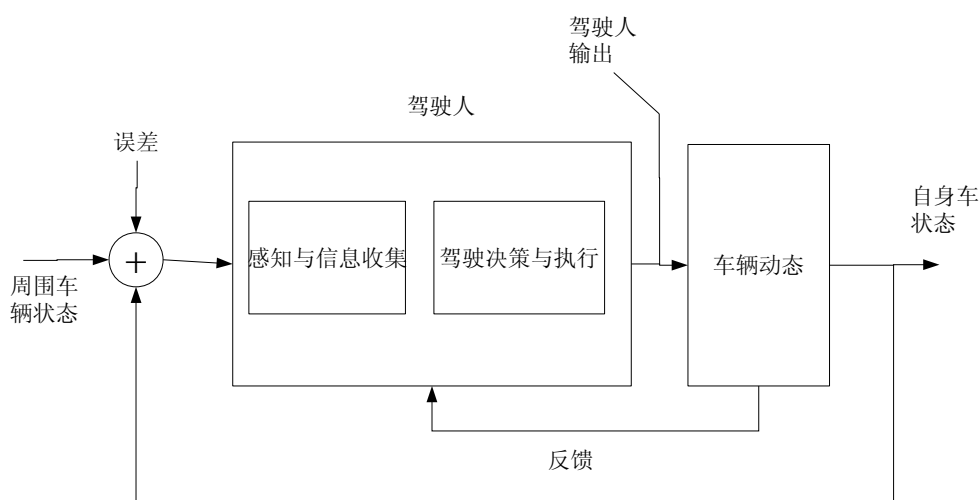 驾驶人
输出
驾驶人
误差
自身车
状态
感知与信息收集
驾驶决策与执行
车辆动态
+
周围车
辆状态
反馈